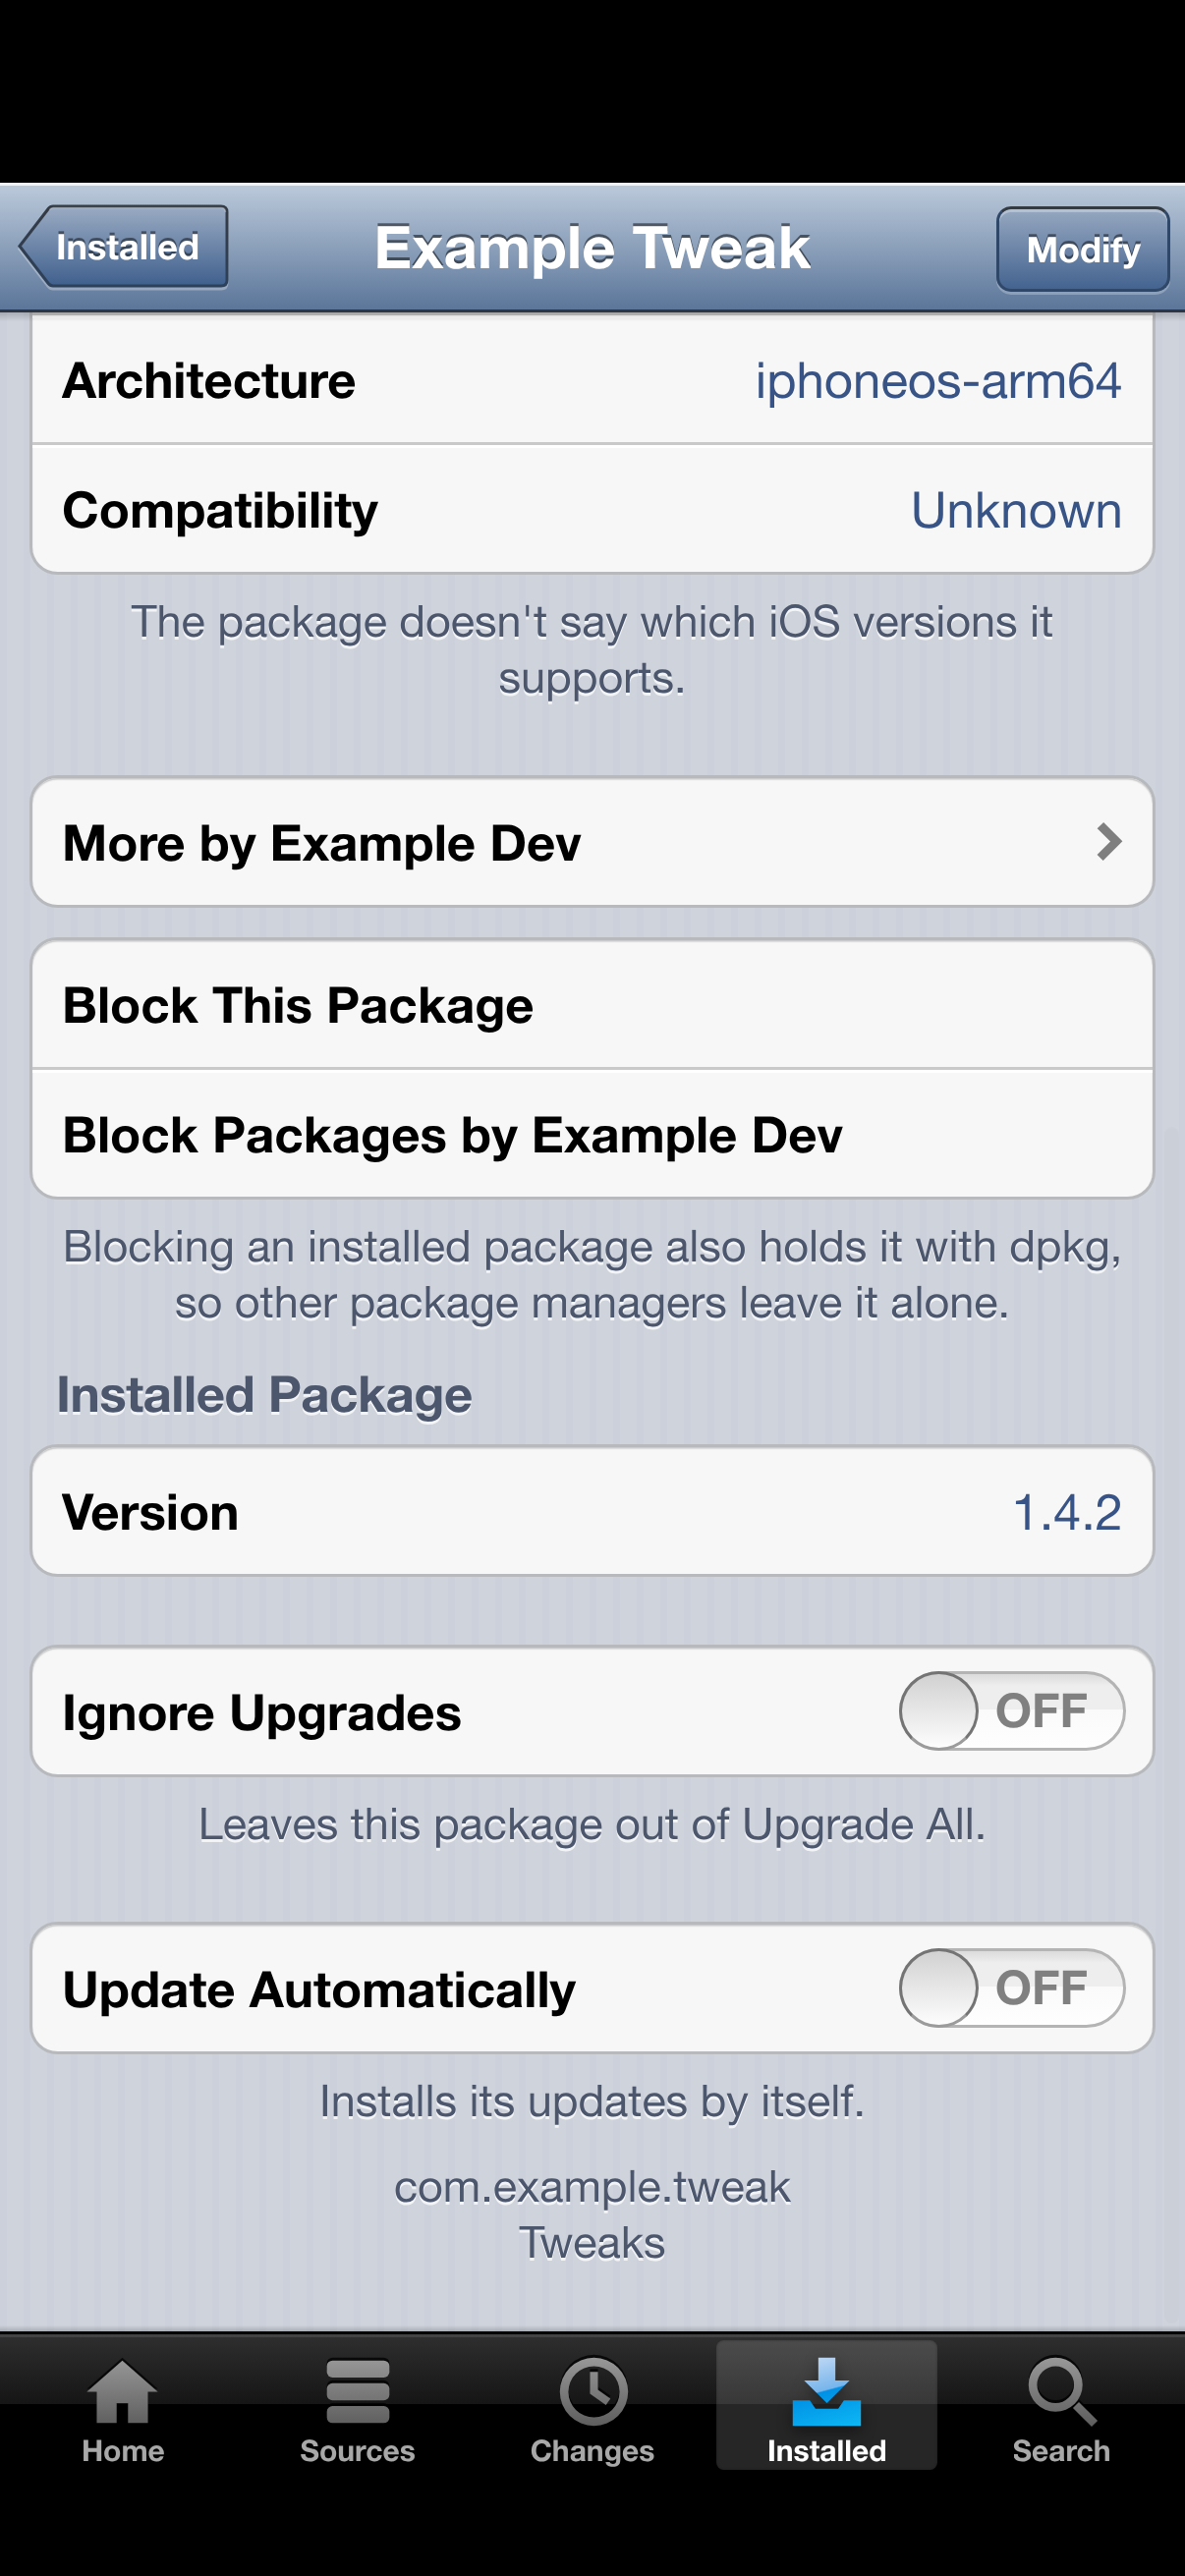 Installed
Example Tweak
Modify
Architecture
iphoneos-arm64
Compatibility
Unknown
The package doesn't say which iOS versions it
supports.
More by Example Dev
Block This Package
Block Packages by Example Dev
Blocking an installed package also holds it with dpkg,
so other package managers leave it alone.
Installed Package
Version
1.4.2
Ignore Upgrades
OFF
Leaves this package out of Upgrade All.
Update Automatically
OFF
Installs its updates by itself.
com.example.tweak
Tweaks
Home
Sources
Changes
Installed
Search